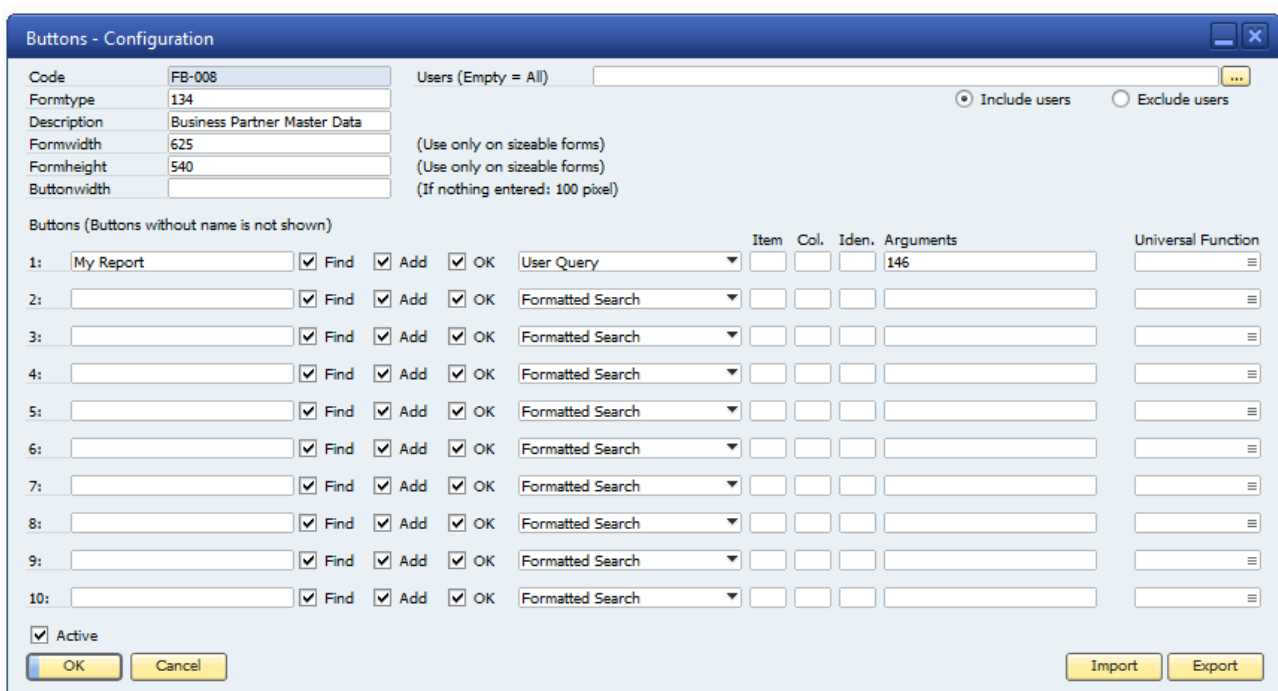 Buttons - Configuration
Code FB-008 Users (Empty = All) ...
Formtype 134 Include users Exclude users
Description Business Partner Master Data
Formwidth 625 (Use only on sizeable forms)
Formheight 540 (Use only on sizeable forms)
Buttonwidth (If nothing entered: 100 pixel)
Buttons (Buttons without name is not shown)
Item Col. Iden. Arguments Universal Function
1: My Report Find Add OK User Query 146
2: Find Add OK Formatted Search
3: Find Add OK Formatted Search
4: Find Add OK Formatted Search
5: Find Add OK Formatted Search
6: Find Add OK Formatted Search
7: Find Add OK Formatted Search
8: Find Add OK Formatted Search
9: Find Add OK Formatted Search
10: Find Add OK Formatted Search
Active
OK Cancel Import Export